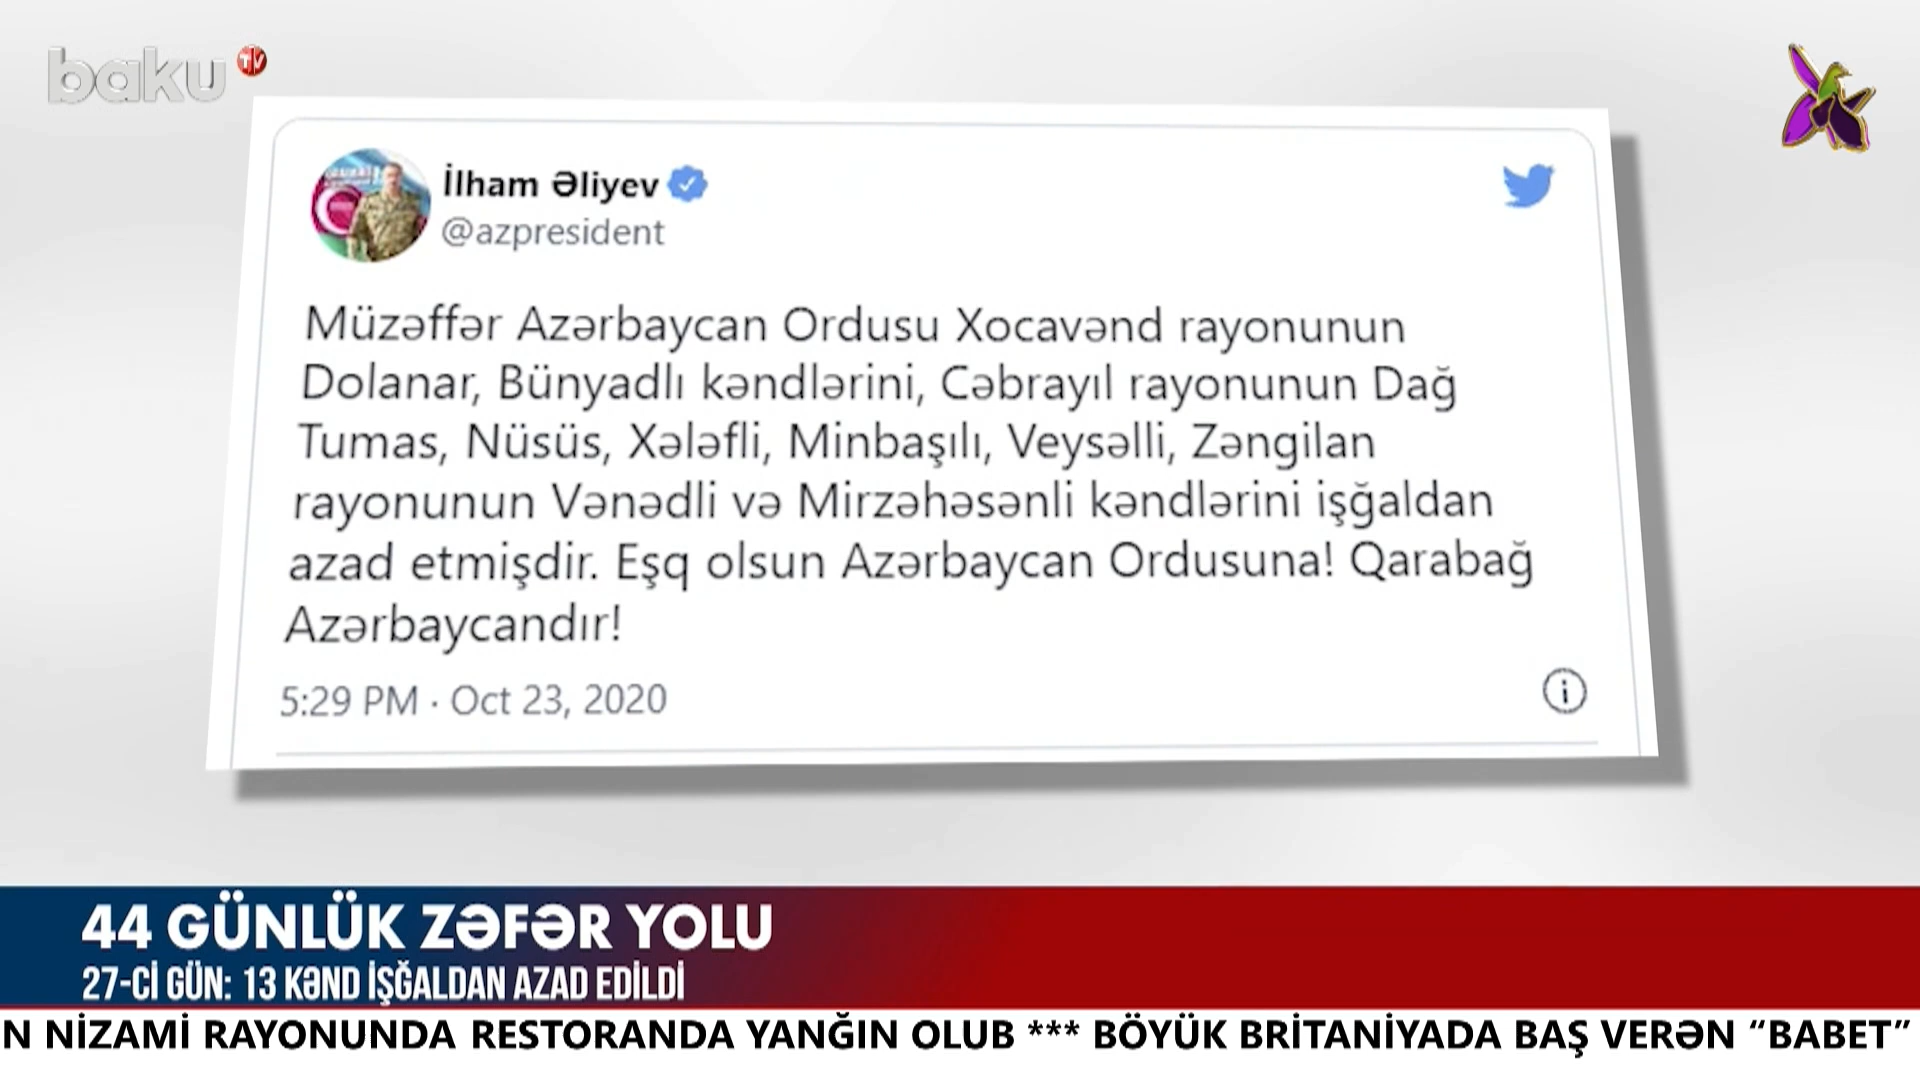 baku TV
İlham Əliyev
@azpresident
Müzəffər Azərbaycan Ordusu Xocavənd rayonunun
Dolanar, Bünyadlı kəndlərini, Cəbrayıl rayonunun Dağ
Tumas, Nüsüs, Xələfli, Minbaşılı, Veysəlli, Zəngilan
rayonunun Vənədli və Mirzəhəsənli kəndlərini işğaldan
azad etmişdir. Eşq olsun Azərbaycan Ordusuna! Qarabağ
Azərbaycandır!
5:29 PM · Oct 23, 2020
44 GÜNLÜK ZƏFƏR YOLU
27-Cİ GÜN: 13 KƏND İŞĞALDAN AZAD EDİLDİ
N NİZAMİ RAYONUNDA RESTORANDA YANĞIN OLUB *** BÖYÜK BRİTANİYADA BAŞ VERƏN “BABET”